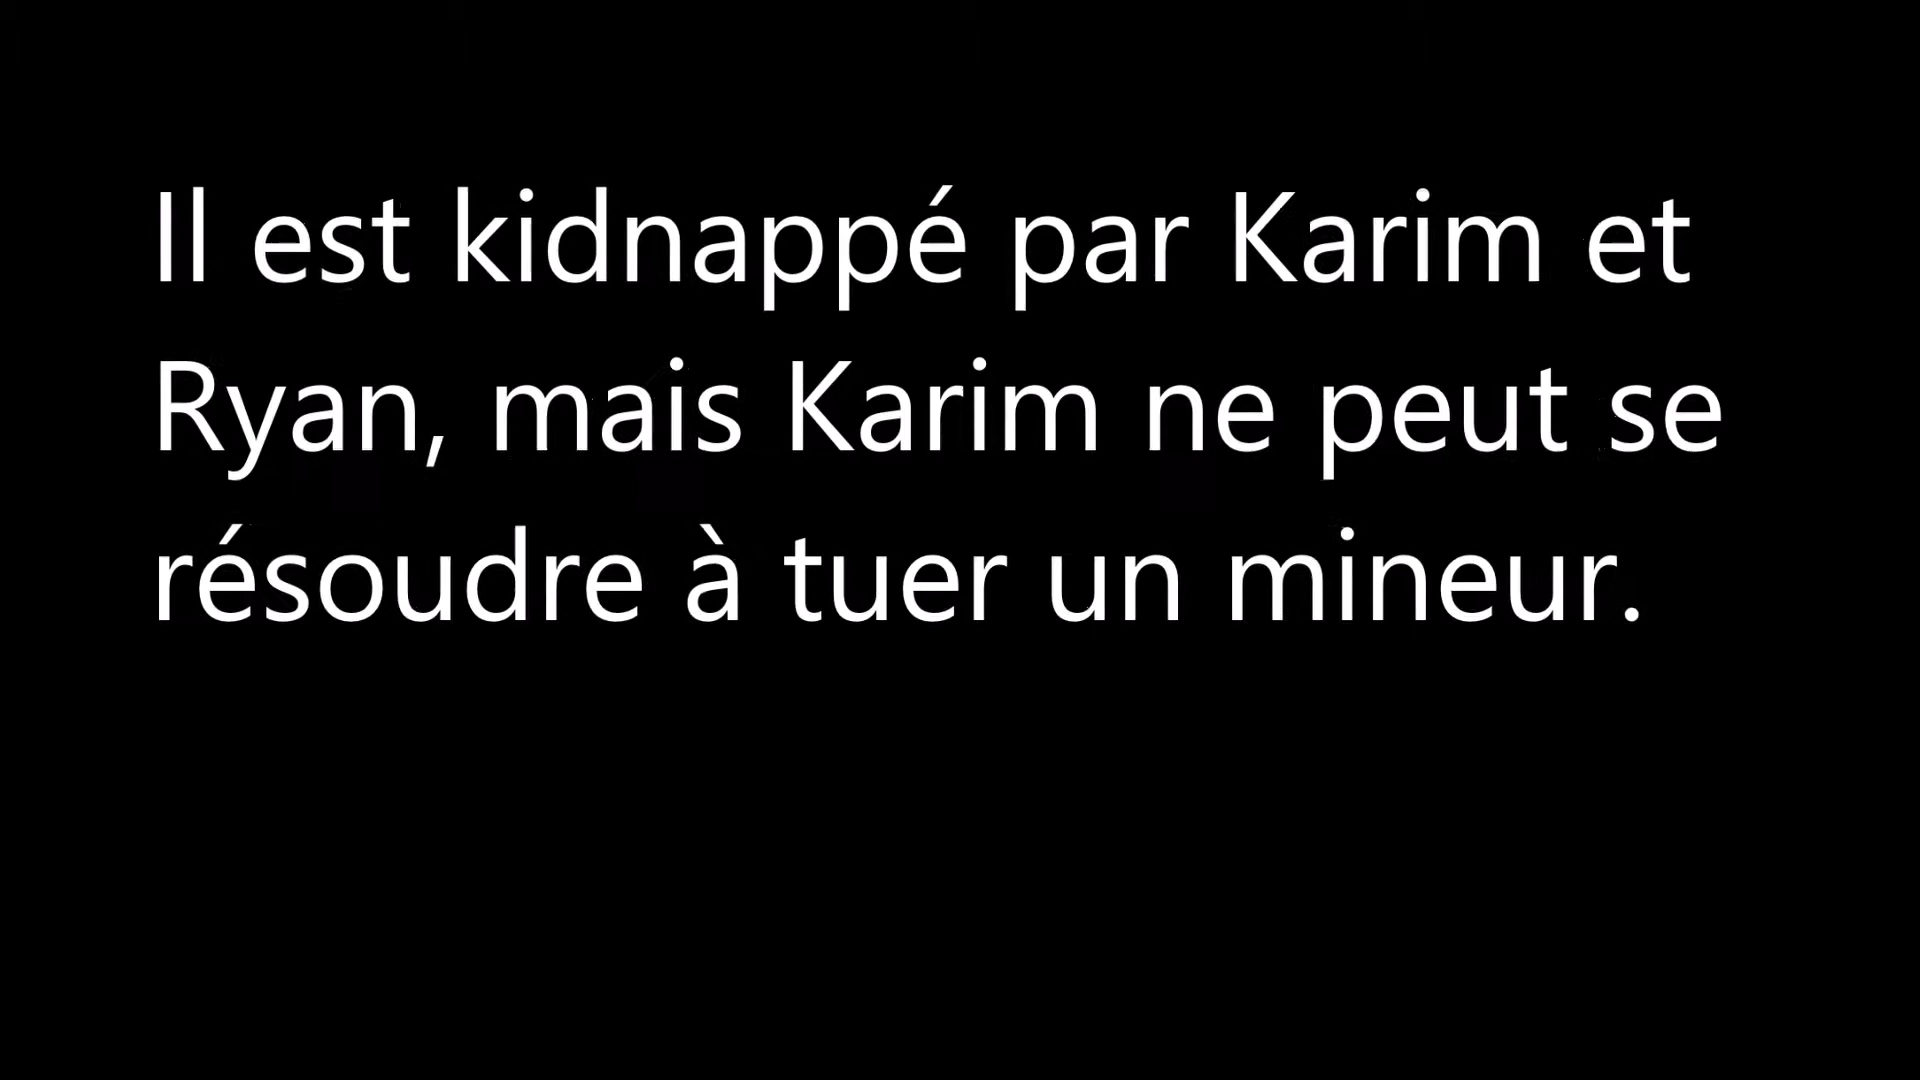 Il est kidnappé par Karim et
Ryan, mais Karim ne peut se
résoudre à tuer un mineur.